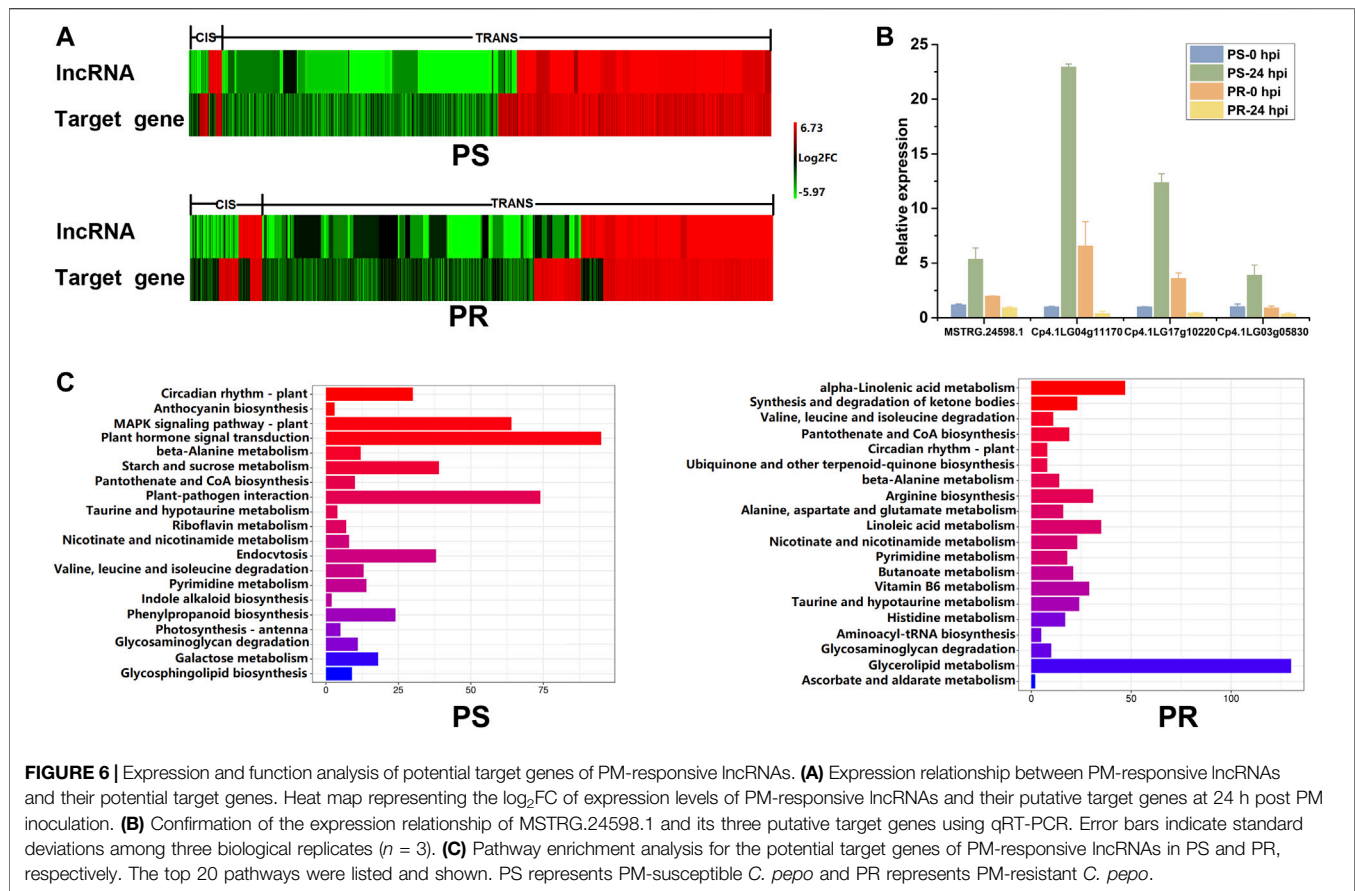 A
CIS
TRANS
lncRNA
Target gene
PS
6.73
Log2FC
-5.97
CIS
TRANS
lncRNA
Target gene
PR
B
25
20
15
10
5
0
Relative expression
PS-0 hpi
PS-24 hpi
PR-0 hpi
PR-24 hpi
MSTRG.24598.1 Cp4.1LG04g11170 Cp4.1LG17g10220 Cp4.1LG03g05830
C
Circadian rhythm - plant
Anthocyanin biosynthesis
MAPK signaling pathway - plant
Plant hormone signal transduction
beta-Alanine metabolism
Starch and sucrose metabolism
Pantothenate and CoA biosynthesis
Plant-pathogen interaction
Taurine and hypotaurine metabolism
Riboflavin metabolism
Nicotinate and nicotinamide metabolism
Endocytosis
Valine, leucine and isoleucine degradation
Pyrimidine metabolism
Indole alkaloid biosynthesis
Phenylpropanoid biosynthesis
Photosynthesis - antenna
Glycosaminoglycan degradation
Galactose metabolism
Glycosphingolipid biosynthesis
0 25 50 75
PS
alpha-Linolenic acid metabolism
Synthesis and degradation of ketone bodies
Valine, leucine and isoleucine degradation
Pantothenate and CoA biosynthesis
Circadian rhythm - plant
Ubiquinone and other terpenoid-quinone biosynthesis
beta-Alanine metabolism
Arginine biosynthesis
Alanine, aspartate and glutamate metabolism
Linoleic acid metabolism
Nicotinate and nicotinamide metabolism
Pyrimidine metabolism
Butanoate metabolism
Vitamin B6 metabolism
Taurine and hypotaurine metabolism
Histidine metabolism
Aminoacyl-tRNA biosynthesis
Glycosaminoglycan degradation
Glycerolipid metabolism
Ascorbate and aldarate metabolism
0 50 100
PR
FIGURE 6 | Expression and function analysis of potential target genes of PM-responsive lncRNAs. (A) Expression relationship between PM-responsive lncRNAs
and their potential target genes. Heat map representing the log₂FC of expression levels of PM-responsive lncRNAs and their putative target genes at 24 h post PM
inoculation. (B) Confirmation of the expression relationship of MSTRG.24598.1 and its three putative target genes using qRT-PCR. Error bars indicate standard
deviations among three biological replicates (n = 3). (C) Pathway enrichment analysis for the potential target genes of PM-responsive lncRNAs in PS and PR,
respectively. The top 20 pathways were listed and shown. PS represents PM-susceptible C. pepo and PR represents PM-resistant C. pepo.